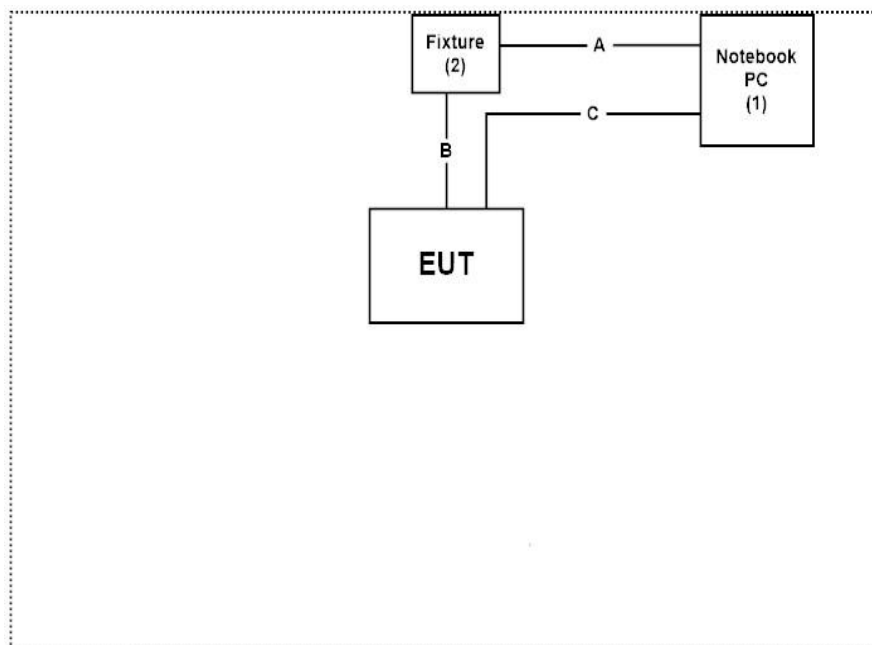 Fixture
(2)
A
Notebook
PC
(1)
C
B
EUT